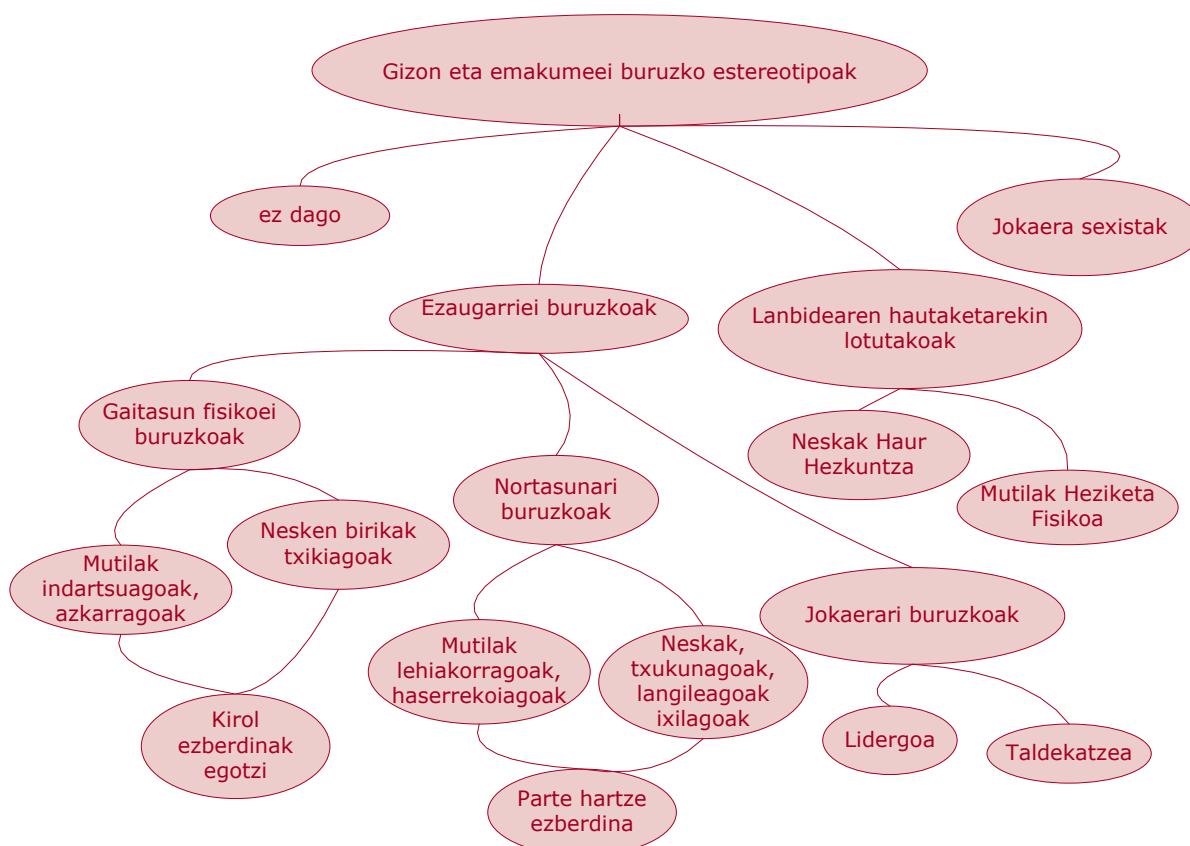 Gizon eta emakumeei buruzko estereotipoak
ez dago
Jokaera sexistak
Ezaugarriei buruzkoak
Lanbidearen hautaketarekin
lotutakoak
Gaitasun fisikoei
buruzkoak
Neskak Haur
Hezkuntza
Nortasunari
buruzkoak
Mutilak Heziketa
Fisikoa
Nesken birikak
txikiagoak
Mutilak
indartsuagoak,
azkarragoak
Jokaerari buruzkoak
Mutilak
lehiakorragoak,
haserrekoiagoak
Neskak,
txukunagoak,
langileagoak
ixilagoak
Kirol
ezberdinak
egotzi
Lidergoa
Taldekatzea
Parte hartze
ezberdina